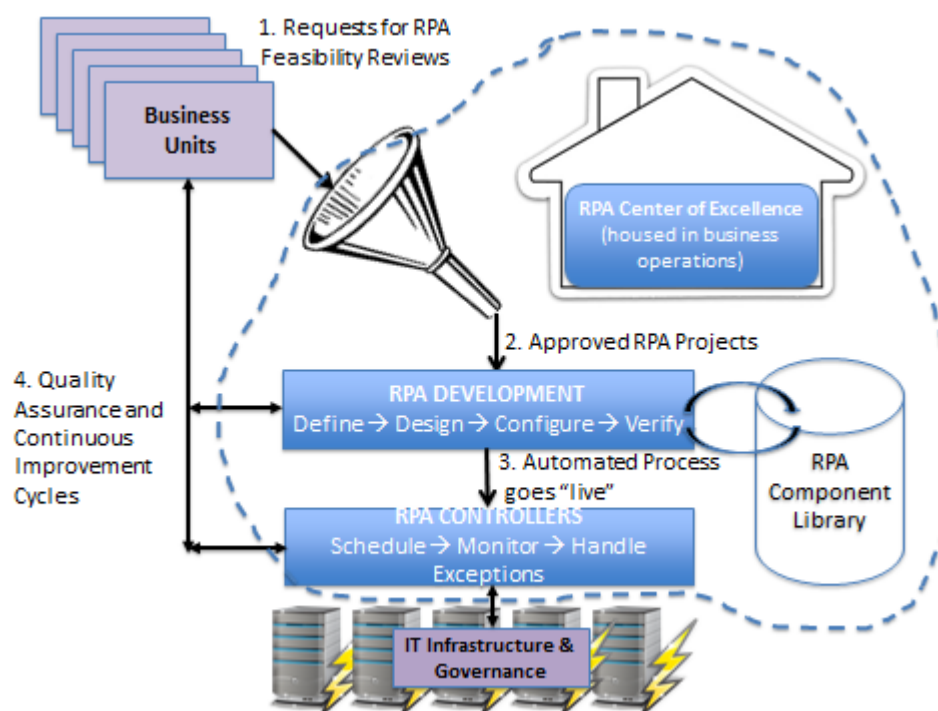 1. Requests for RPA
Feasibility Reviews
Business
Units
RPA Center of Excellence
(housed in business
operations)
2. Approved RPA Projects
4. Quality
Assurance and
Continuous
Improvement
Cycles
RPA DEVELOPMENT
Define → Design → Configure → Verify
3. Automated Process
goes “live”
RPA
Component
Library
RPA CONTROLLERS
Schedule → Monitor → Handle
Exceptions
IT Infrastructure &
Governance